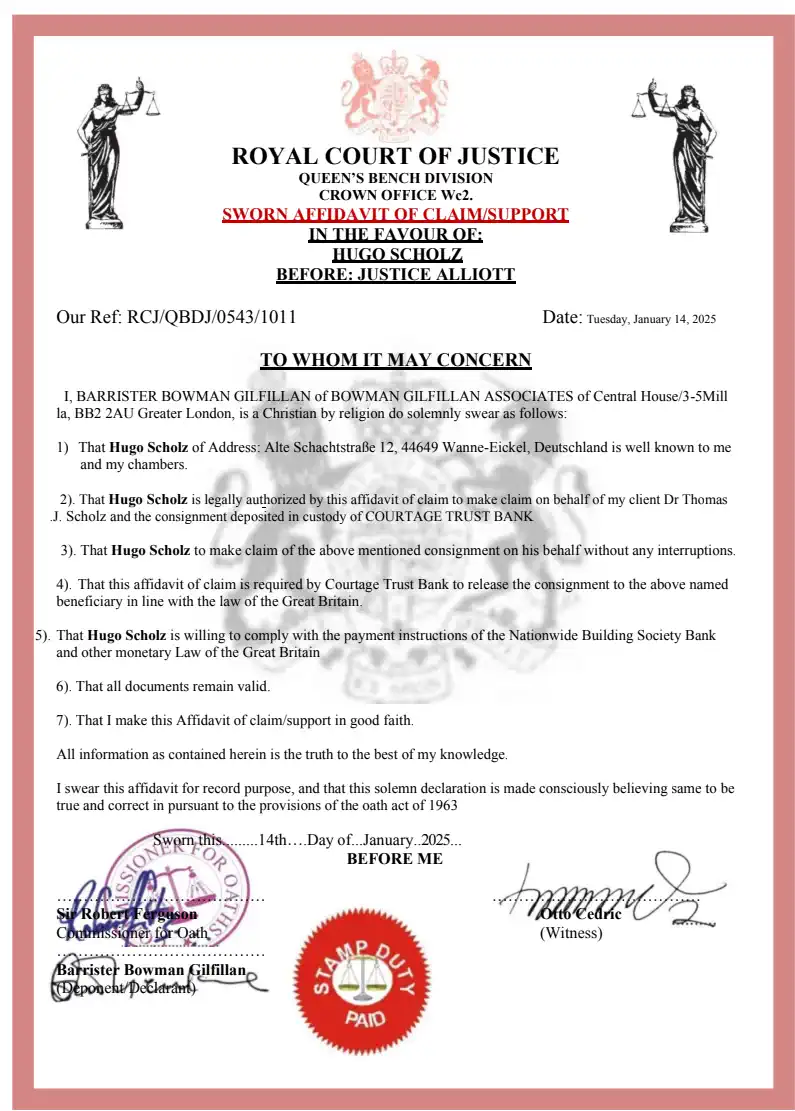 ROYAL COURT OF JUSTICE
QUEEN’S BENCH DIVISION
CROWN OFFICE Wc2.
SWORN AFFIDAVIT OF CLAIM/SUPPORT
IN THE FAVOUR OF:
HUGO SCHOLZ
BEFORE: JUSTICE ALLIOTT
Our Ref: RCJ/QBDJ/0543/1011 Date: Tuesday, January 14, 2025
TO WHOM IT MAY CONCERN
I, BARRISTER BOWMAN GILFILLAN of BOWMAN GILFILLAN ASSOCIATES of Central House/3-5Mill
la, BB2 2AU Greater London, is a Christian by religion do solemnly swear as follows:
1) That Hugo Scholz of Address: Alte Schachtstraße 12, 44649 Wanne-Eickel, Deutschland is well known to me
and my chambers.
2). That Hugo Scholz is legally authorized by this affidavit of claim to make claim on behalf of my client Dr Thomas
.J. Scholz and the consignment deposited in custody of COURTAGE TRUST BANK
3). That Hugo Scholz to make claim of the above mentioned consignment on his behalf without any interruptions.
4). That this affidavit of claim is required by Courtage Trust Bank to release the consignment to the above named
beneficiary in line with the law of the Great Britain.
5). That Hugo Scholz is willing to comply with the payment instructions of the Nationwide Building Society Bank
and other monetary Law of the Great Britain
6). That all documents remain valid.
7). That I make this Affidavit of claim/support in good faith.
All information as contained herein is the truth to the best of my knowledge.
I swear this affidavit for record purpose, and that this solemn declaration is made consciously believing same to be
true and correct in pursuant to the provisions of the oath act of 1963
Sworn this.........14th….Day of...January..2025...
BEFORE ME
Sir Robert Ferguson
Commissioner for Oath
Otto Cedric
(Witness)
Barrister Bowman Gilfillan
(Deponent/Declarant)
FOR OATHS
STAMP DUTY
PAID